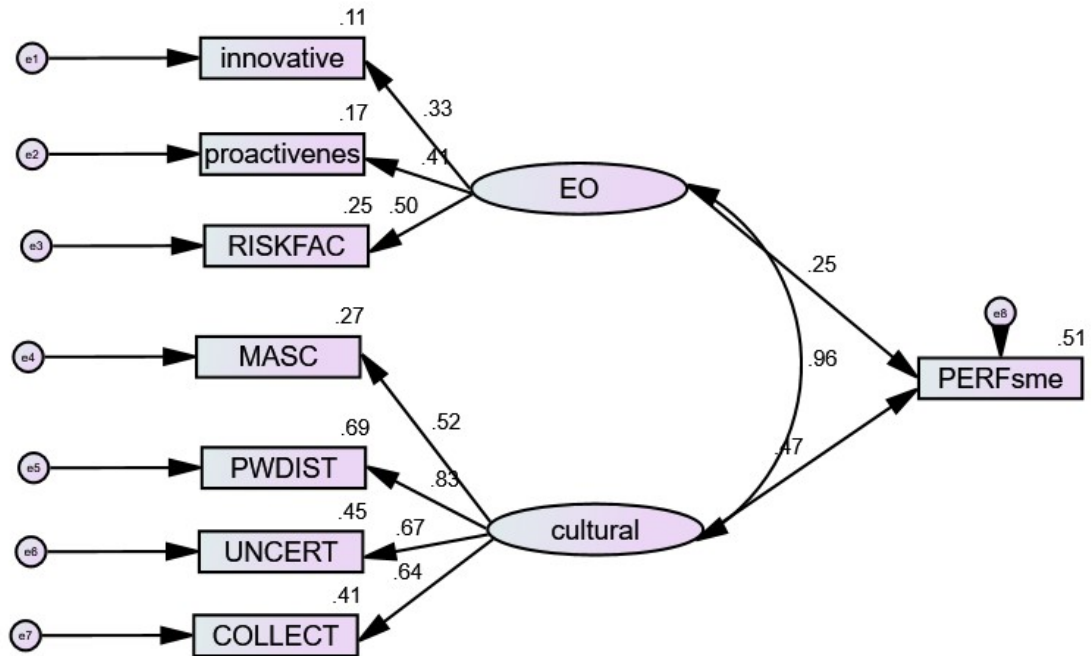 .11
e1
innovative
.33
.17
e2
proactivenes
.41
EO
.25
.50
e3
RISKFAC
.25
.27
e4
MASC
.96
e8
.51
PERFsme
.52
.69
e5
PWDIST
.83
.47
.45
e6
UNCERT
.67
cultural
.64
.41
e7
COLLECT